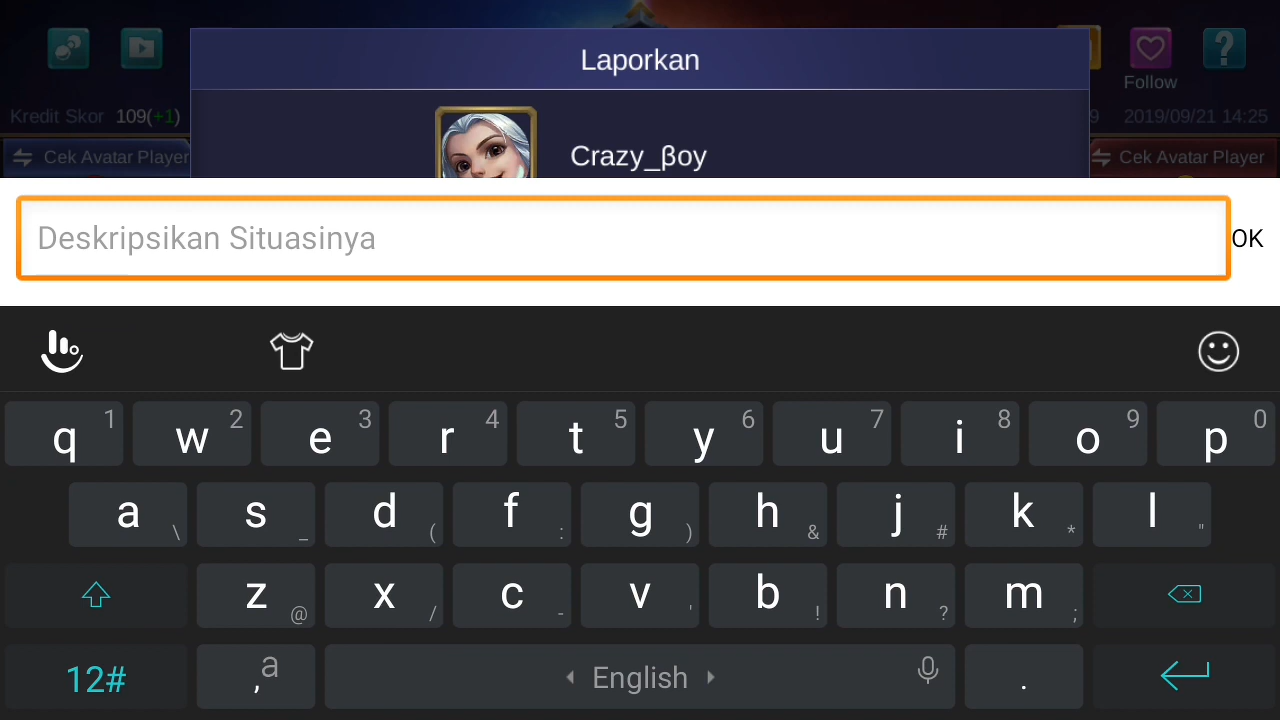 Laporkan
Follow
Kredit Skor 109(+1)
9 2019/09/21 14:25
Cek Avatar Player
Crazy_βoy
Cek Avatar Player
Deskripsikan Situasinya
OK
q 1 w 2 e 3 r 4 t 5 y 6 u 7 i 8 o 9 p 0
a \ s _ d ( f : g ) h & j # k * l "
z @ x / c - v ' b ! n ? m ;
12# , a English .